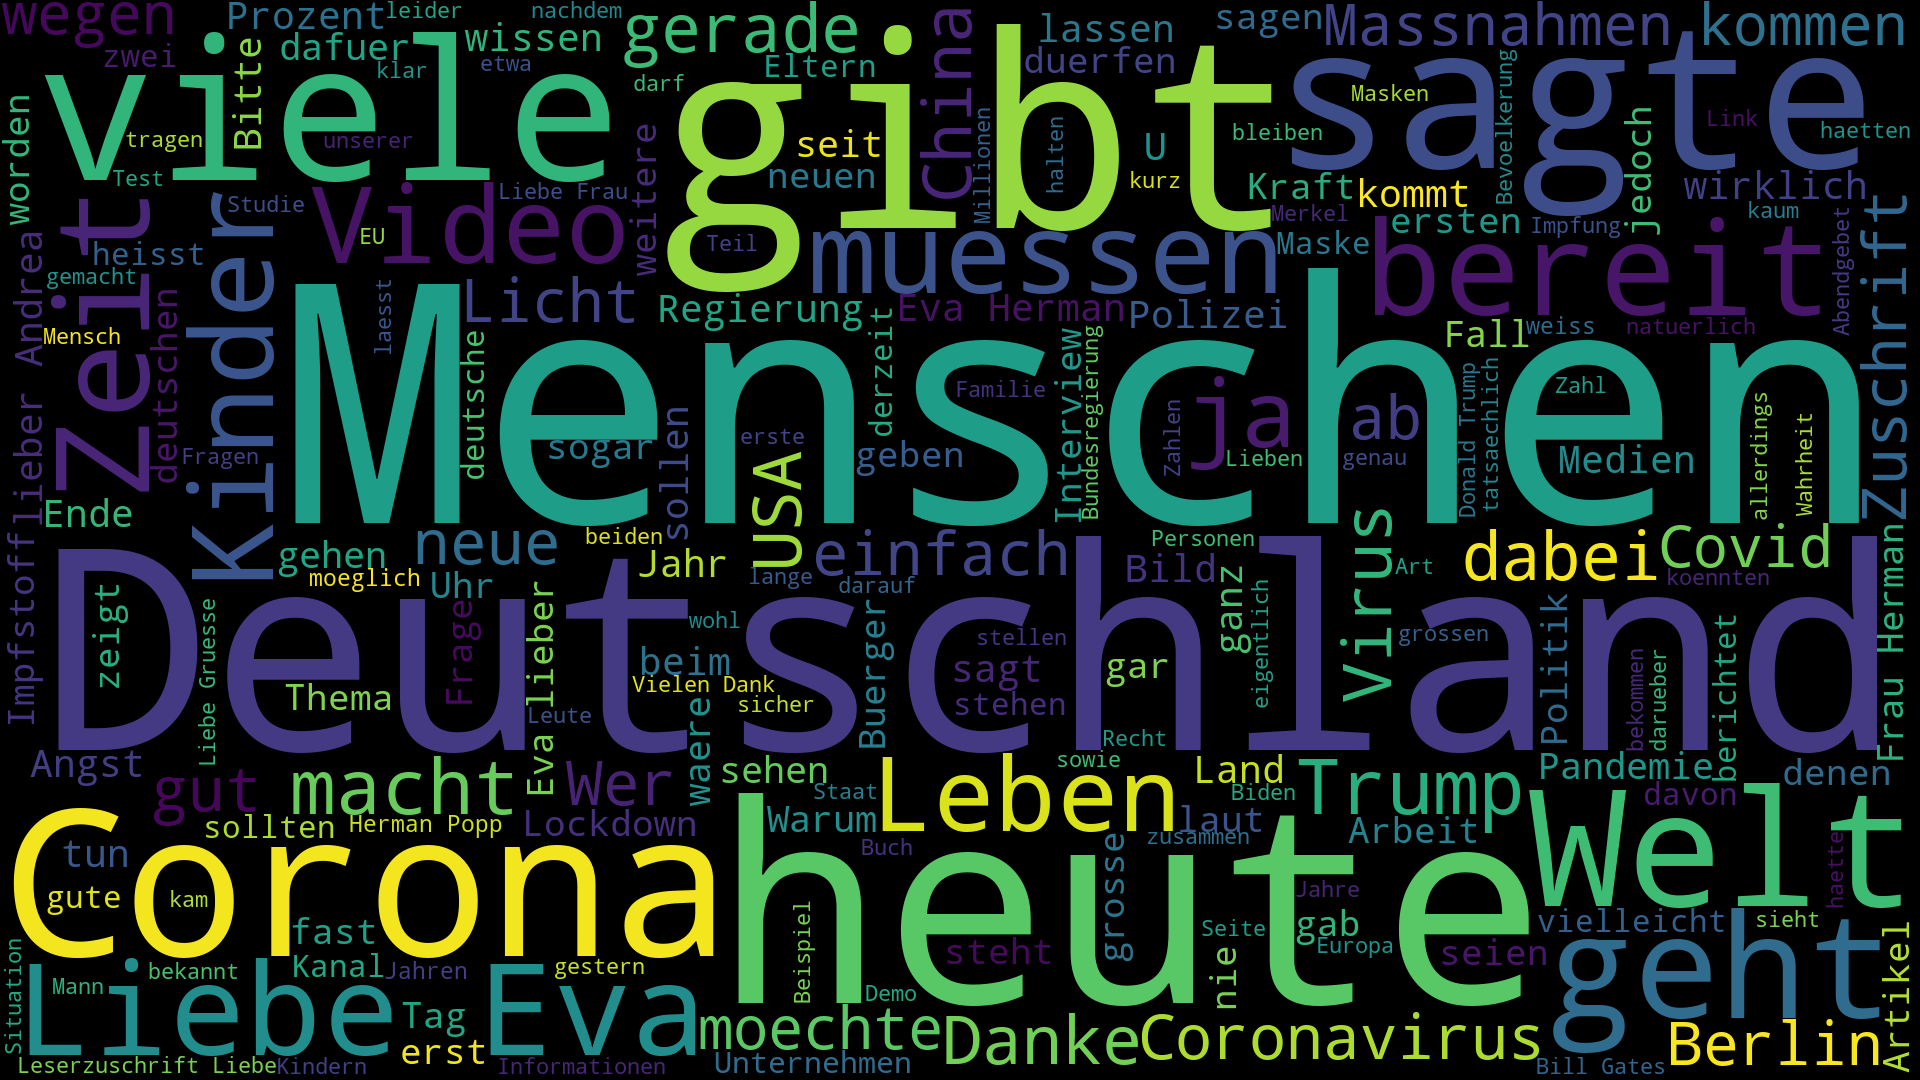 wegen
Prozent
leider
nachdem
gerade
lassen
sagen
Massnahmen
kommen
zwei
dafuer
wissen
klar
etwa
Eltern
duerfen
darf
Masken
viele
gibt
sagte
China
Bitte
worden
tragen
unserer
seit
U
bleiben
Link
haetten
Millionen
halten
Bevoelkerung
jedoch
Test
Liebe Frau
neuen
kurz
Kraft
kommt
wirklich
Studie
Video
weitere
EU
Teil
Merkel
ersten
Impfung
kaum
heisst
Zeit
Kinder
muessen
Maske
bereit
Zuschrift
Abendgebet
gemacht
Licht
Regierung
Eva Herman
Polizei
laesst
Mensch
deutschen
deutsche
derzeit
Interview
Bundesregierung
Fall
weiss
natuerlich
lieber Andrea
Menschen
Familie
ja
ab
Donald Trump
tatsaechlich
Zahl
allerdings
Wahrheit
Fragen
sogar
sollen
erste
USA
geben
Zahlen
Lieben
genau
Medien
Ende
neue
beiden
Jahr
einfach
Personen
Virus
dabei
Covid
Impfstoff
gehen
moeglich
Uhr
lange
darauf
Bild
Art
koennten
Frau Herman
zeigt
Liebe Gruesse
Frage
Eva lieber
wohl
Buerger
stellen
ganz
eigentlich
grossen
Politik
Deutschland
beim
sagt
gar
bekommen
darueber
berichtet
Thema
Vielen Dank
sicher
stehen
Leute
waere
Recht
Angst
gut
macht
Wer
sehen
sowie
Leben
Land
Trump
Pandemie
denen
Staat
Biden
davon
Welt
sollten
Herman Popp
Lockdown
Warum
laut
Arbeit
tun
Corona
heute
Buch
zusammen
grosse
haette
gute
kam
Jahre
fast
steht
Seite
gab
Europa
vielleicht
sieht
Beispiel
seien
geht
Kanal
Jahren
gestern
bekannt
nie
Artikel
Situation
Mann
Liebe
Eva
Demo
Tag
erst
moechte
Danke
Coronavirus
Berlin
Leserzuschrift Liebe
Kindern
Informationen
Unternehmen
Bill Gates